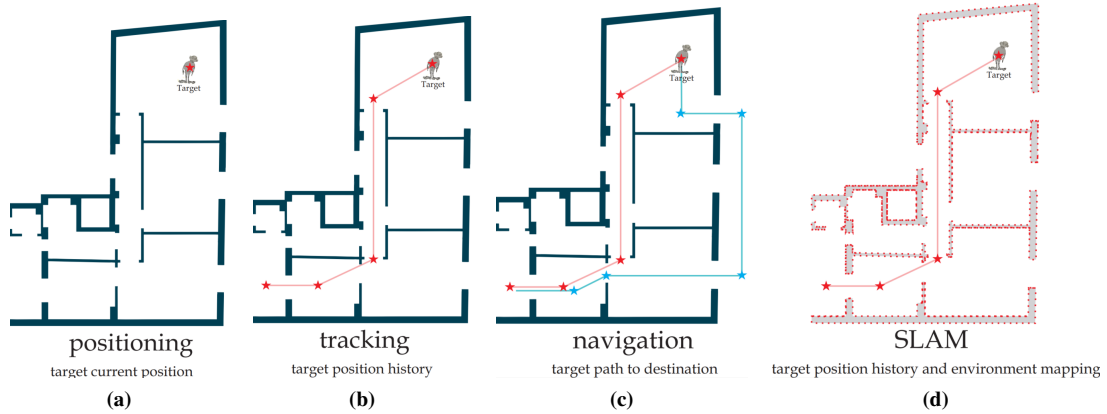 Target
Target
Target
Target
positioning
tracking
navigation
SLAM
target current position
target position history
target path to destination
target position history and environment mapping
(a)
(b)
(c)
(d)